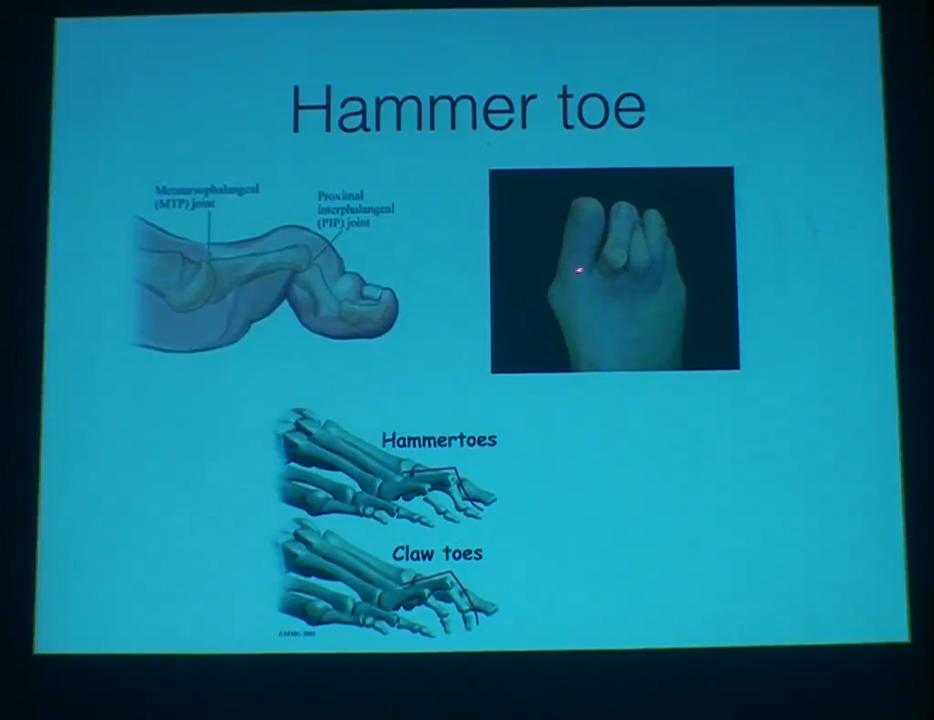 Hammer toe
Metatarsophalangeal
(MTP) joint
Proximal
interphalangeal
(PIP) joint
Hammertoes
Claw toes